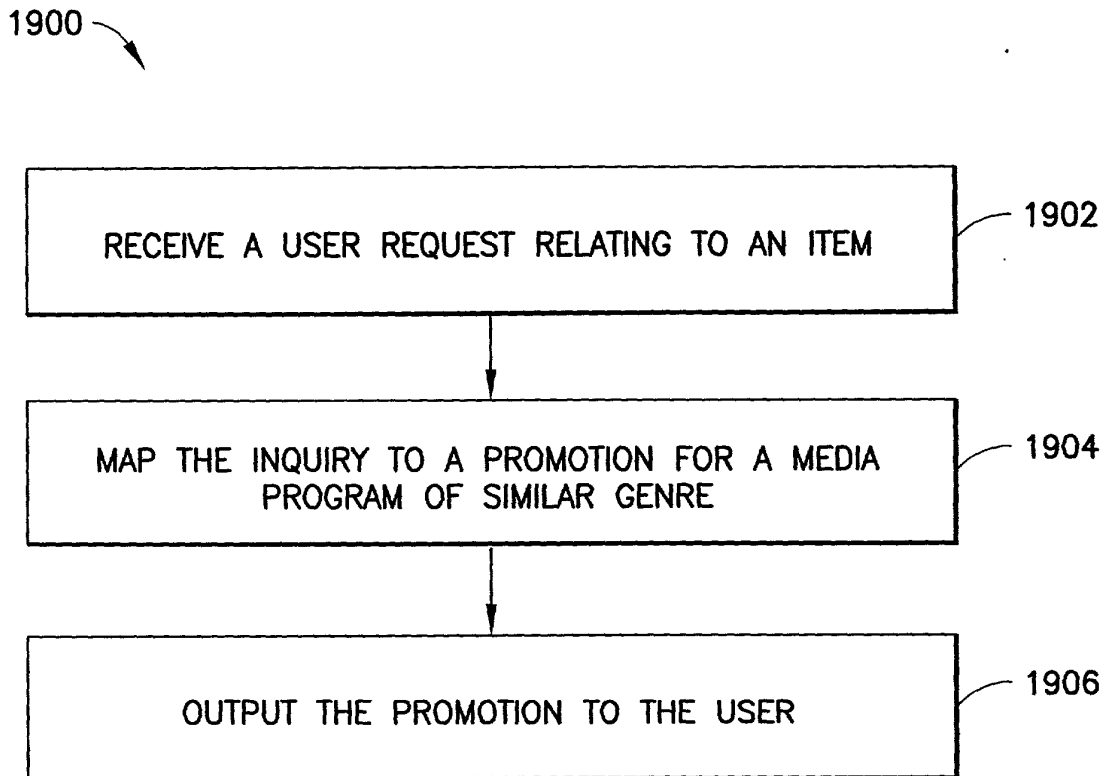 1900
RECEIVE A USER REQUEST RELATING TO AN ITEM
1902
MAP THE INQUIRY TO A PROMOTION FOR A MEDIA
PROGRAM OF SIMILAR GENRE
1904
OUTPUT THE PROMOTION TO THE USER
1906